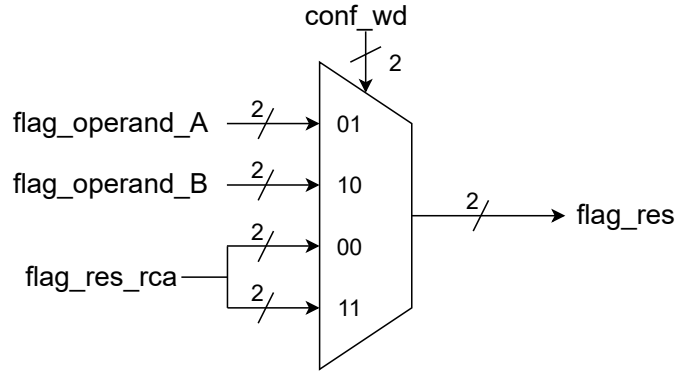 conf_wd
2
flag_operand_A 2 01
flag_operand_B 2 10
2 flag_res
2 00
flag_res_rca
2 11